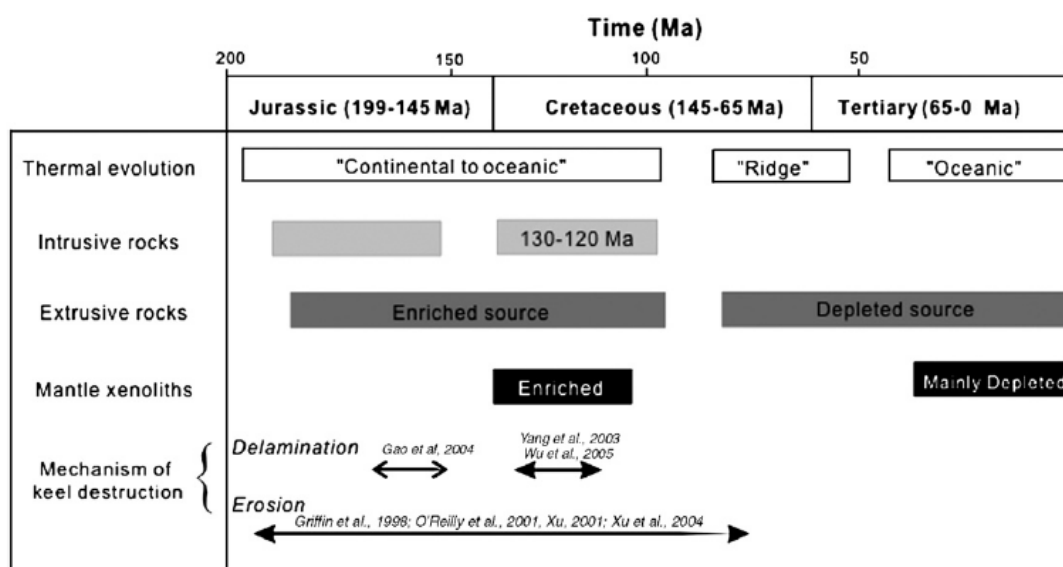 Time (Ma)
200 150 100 50
Jurassic (199-145 Ma) Cretaceous (145-65 Ma) Tertiary (65-0 Ma)
Thermal evolution "Continental to oceanic" "Ridge" "Oceanic"
Intrusive rocks 130-120 Ma
Extrusive rocks Enriched source Depleted source
Mantle xenoliths Enriched Mainly Depleted
Mechanism of
keel destruction
Delamination Gao et al, 2004 Yang et al., 2003
Wu et al., 2005
Erosion
Griffin et al., 1998; O'Reilly et al., 2001, Xu, 2001; Xu et al., 2004